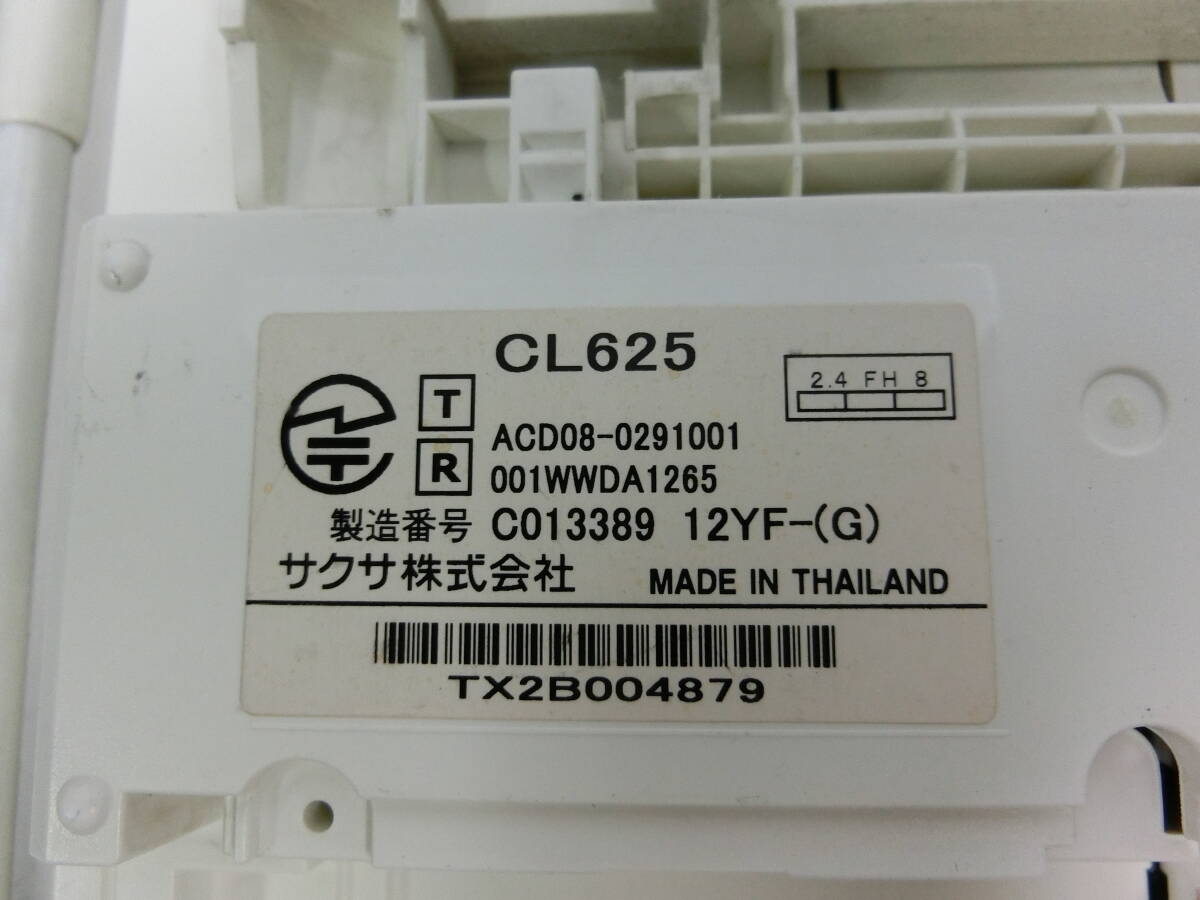 CL625
2.4 FH 8
T ACD08-0291001
R 001WWDA1265
製造番号 C013389 12YF-(G)
サクサ株式会社 MADE IN THAILAND
TX2B004879